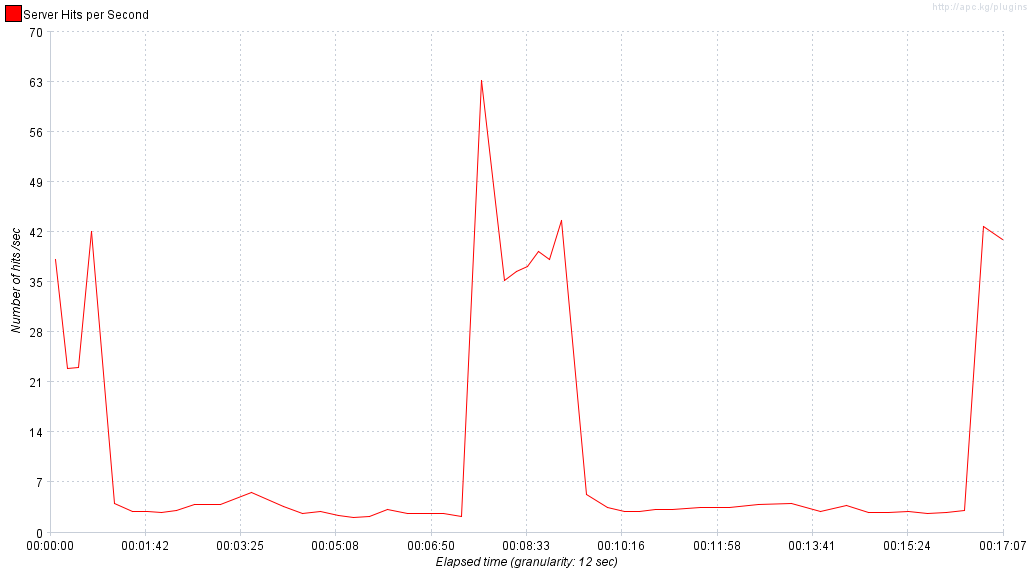 http://apc.kg/plugins
Server Hits per Second
70
63
56
49
42
35
28
21
14
7
0
Number of hits /sec
00:00:00 00:01:42 00:03:25 00:05:08 00:06:50 00:08:33 00:10:16 00:11:58 00:13:41 00:15:24 00:17:07
Elapsed time (granularity: 12 sec)